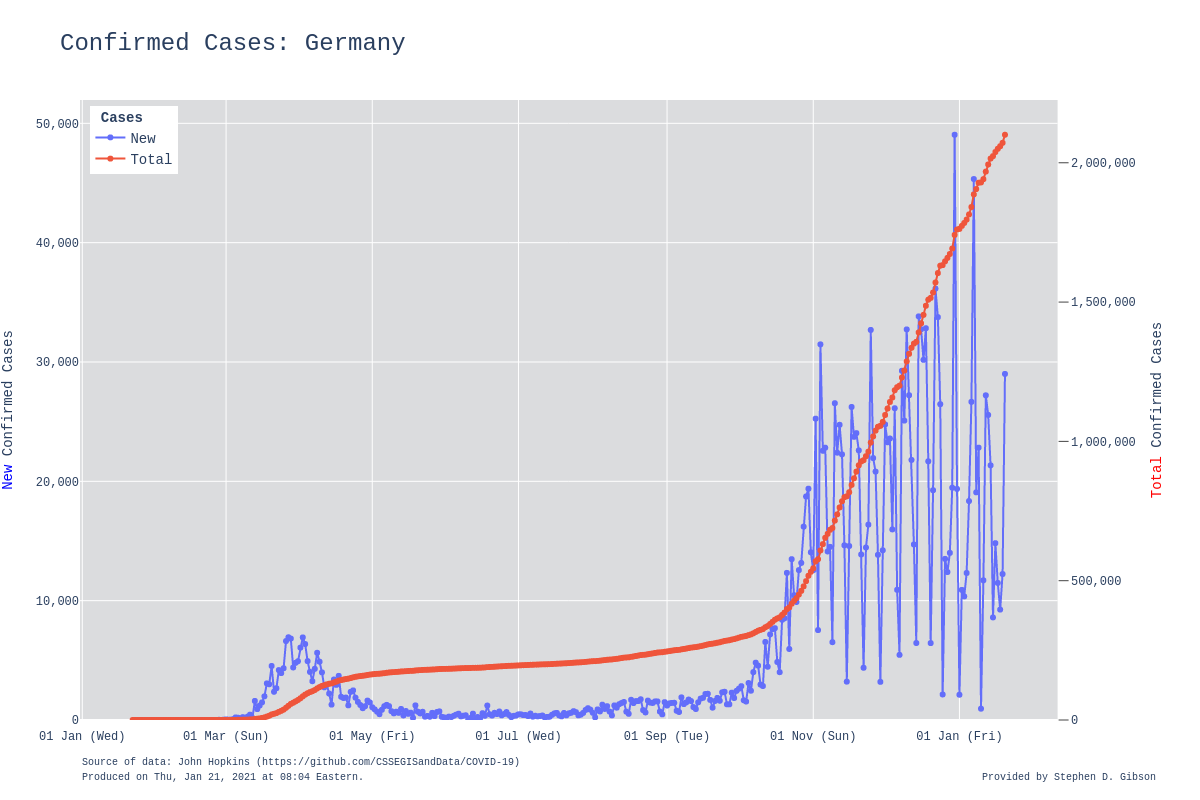 Confirmed Cases: Germany
Cases
New
Total
50,000
40,000
30,000
20,000
10,000
0
2,000,000
1,500,000
1,000,000
500,000
0
New Confirmed Cases
Total Confirmed Cases
01 Jan (Wed)
01 Mar (Sun)
01 May (Fri)
01 Jul (Wed)
01 Sep (Tue)
01 Nov (Sun)
01 Jan (Fri)
Source of data: John Hopkins (https://github.com/CSSEGISandData/COVID-19)
Produced on Thu, Jan 21, 2021 at 08:04 Eastern.
Provided by Stephen D. Gibson